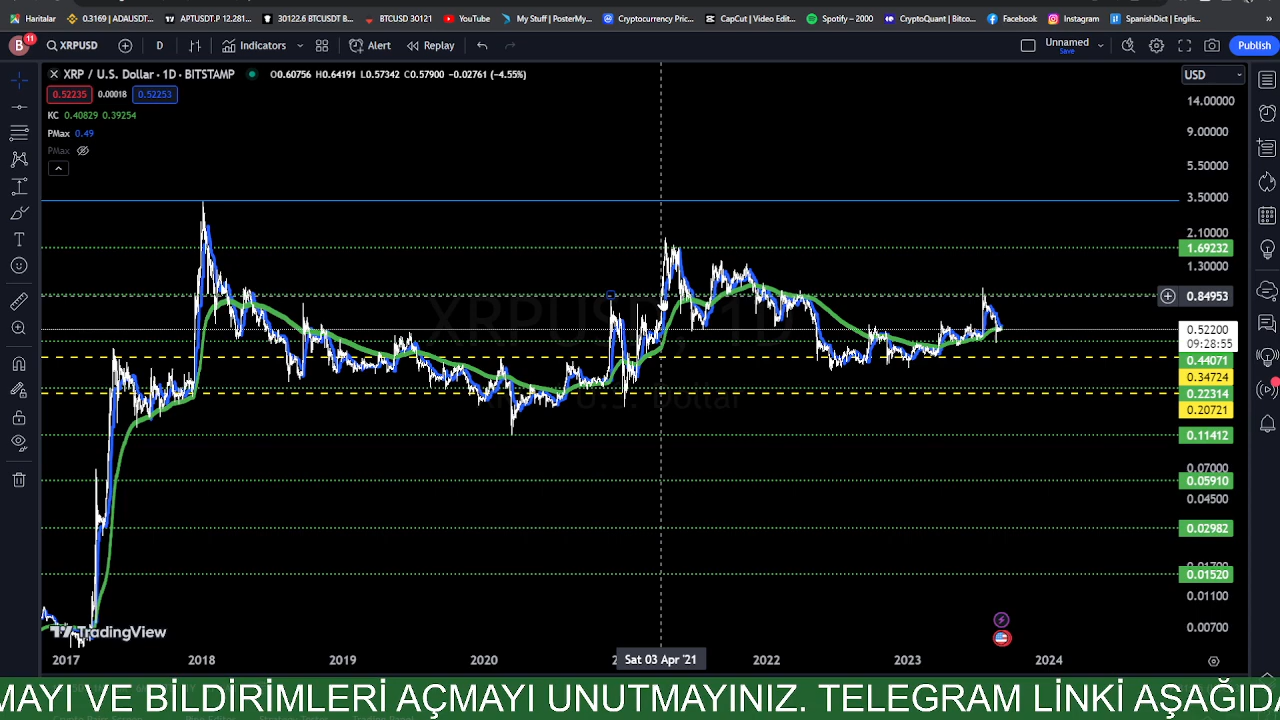 Haritalar
0.3169 | ADAUSDT...
APTUSDT.P 12.281...
30122.6 BTCUSDT B...
BTCUSD 30121
YouTube
My Stuff | PosterMy...
Cryptocurrency Pric...
CapCut | Video Edit...
Spotify – 2000
CryptoQuant | Bitco...
Facebook
Instagram
SpanishDict | Englis...
»
B 11
XRPUSD
D
Indicators
Alert
Replay
Unnamed
Save
Publish
XRP / U.S. Dollar · 1D · BITSTAMP
O0.60756 H0.64191 L0.57342 C0.57900 −0.02761 (−4.55%)
USD
0.52235
0.00018
0.52253
KC 0.40829 0.39254
PMax 0.49
PMax
14.00000
9.00000
5.50000
3.50000
2.10000
1.69232
1.30000
0.84953
0.52200
09:28:55
0.44071
0.34724
0.22314
0.20721
0.11412
0.07000
0.05910
0.04500
0.02982
0.01520
0.01100
0.00700
XRPUSD, 1D
TradingView
2017
2018
2019
2020
Sat 03 Apr '21
2022
2023
2024
MAYI VE BİLDİRİMLERİ AÇMAYI UNUTMAYINIZ. TELEGRAM LİNKİ AŞAĞIDA